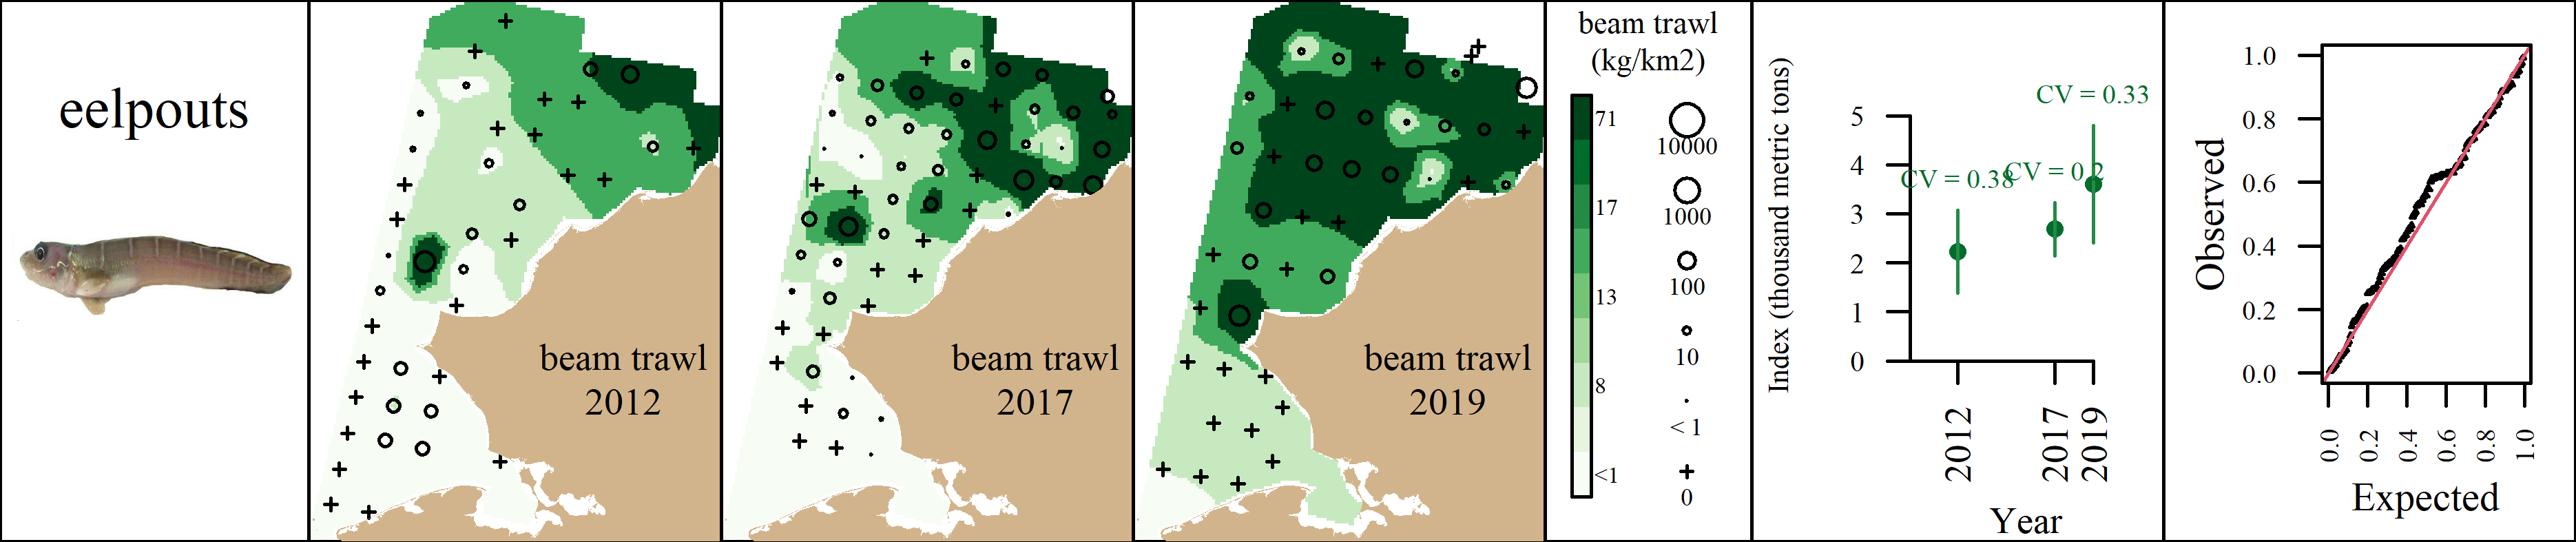 eelpouts
beam trawl
2012
beam trawl
2017
beam trawl
2019
beam trawl
(kg/km2)
71
17
13
8
<1
10000
1000
100
10
< 1
0
Index (thousand metric tons)
5
4
3
2
1
0
CV = 0.38
CV = 0.2
CV = 0.33
2012
2017
2019
Year
Observed
1.0
0.8
0.6
0.4
0.2
0.0
0.0
0.2
0.4
0.6
0.8
1.0
Expected